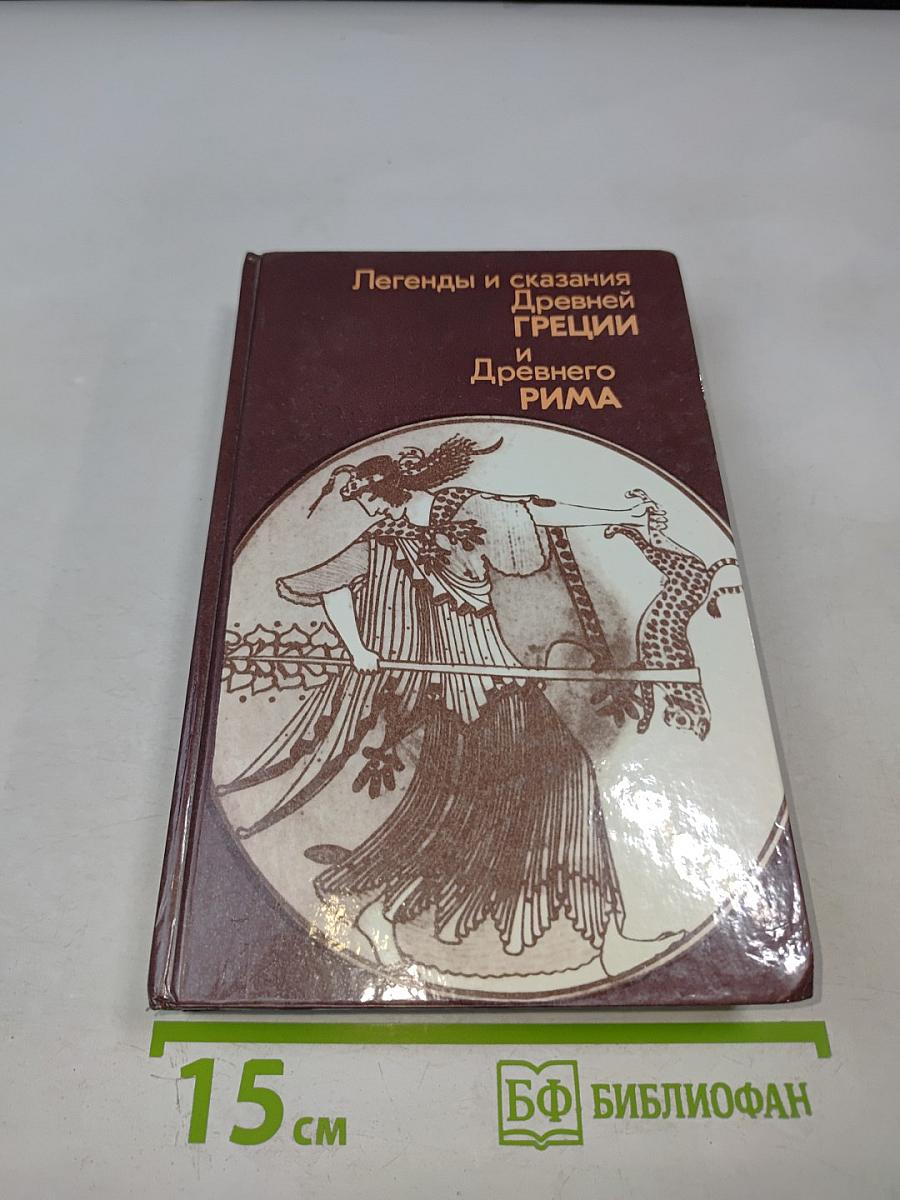 Легенды и сказания
Древней
ГРЕЦИИ
и
Древнего
РИМА
15 см
БФ БИБЛИОФАН